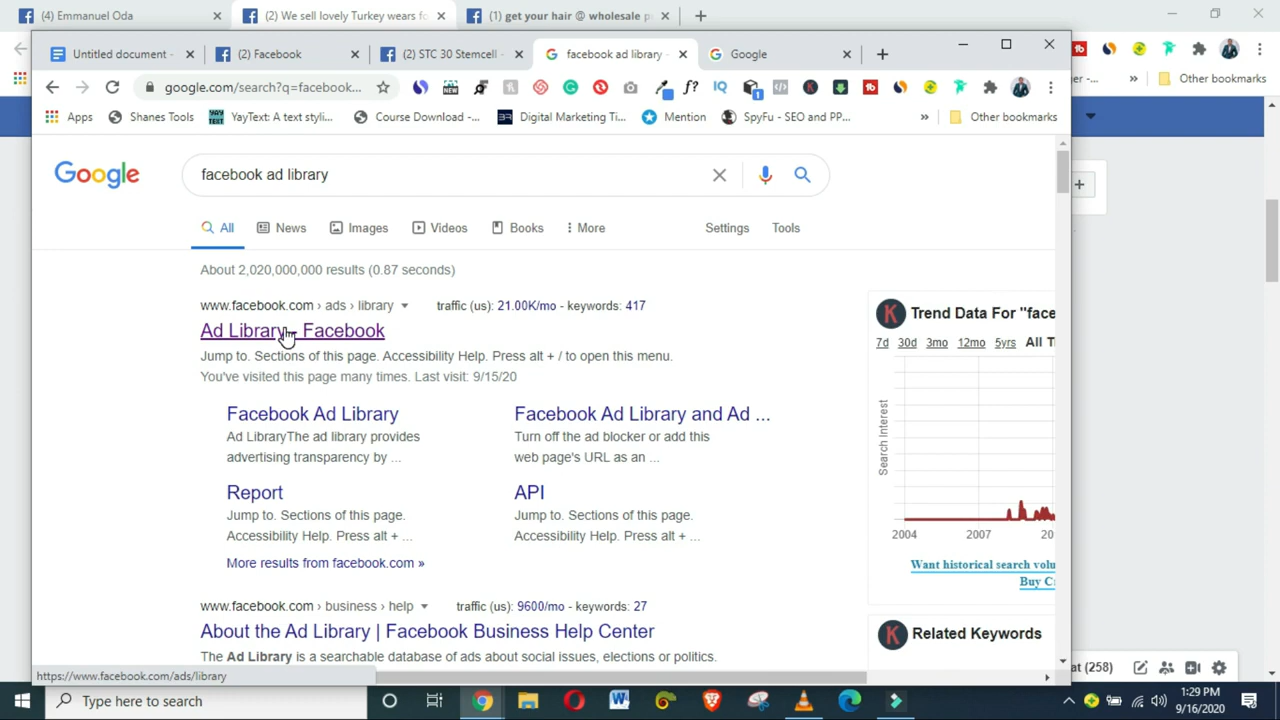 (4) Emmanuel Oda
(2) We sell lovely Turkey wears fo
(1) get your hair @ wholesale p
Untitled document -
(2) Facebook
(2) STC 30 Stemcell -
facebook ad library -
Google
google.com/search?q=facebook...
Apps
Shanes Tools
YayText: A text styli...
Course Download -...
Digital Marketing Ti...
Mention
SpyFu - SEO and PP...
»
Other bookmarks
»
Other bookmarks
Google
facebook ad library
All
News
Images
Videos
Books
More
Settings
Tools
About 2,020,000,000 results (0.87 seconds)
www.facebook.com › ads › library
traffic (us): 21.00K/mo - keywords: 417
Ad Library - Facebook
Jump to. Sections of this page. Accessibility Help. Press alt + / to open this menu.
You've visited this page many times. Last visit: 9/15/20
Facebook Ad Library
Ad LibraryThe ad library provides
advertising transparency by ...
Facebook Ad Library and Ad ...
Turn off the ad blocker or add this
web page's URL as an ...
Report
Jump to. Sections of this page.
Accessibility Help. Press alt + ...
API
Jump to. Sections of this page.
Accessibility Help. Press alt + ...
More results from facebook.com »
www.facebook.com › business › help
traffic (us): 9600/mo - keywords: 27
About the Ad Library | Facebook Business Help Center
The Ad Library is a searchable database of ads about social issues, elections or politics.
K
Trend Data For "face
7d 30d 3mo 12mo 5yrs All T
Search Interest
2004 2007 20
Want historical search volu
Buy C
K
Related Keywords
https://www.facebook.com/ads/library
at (258)
Type here to search
1:29 PM
9/16/2020